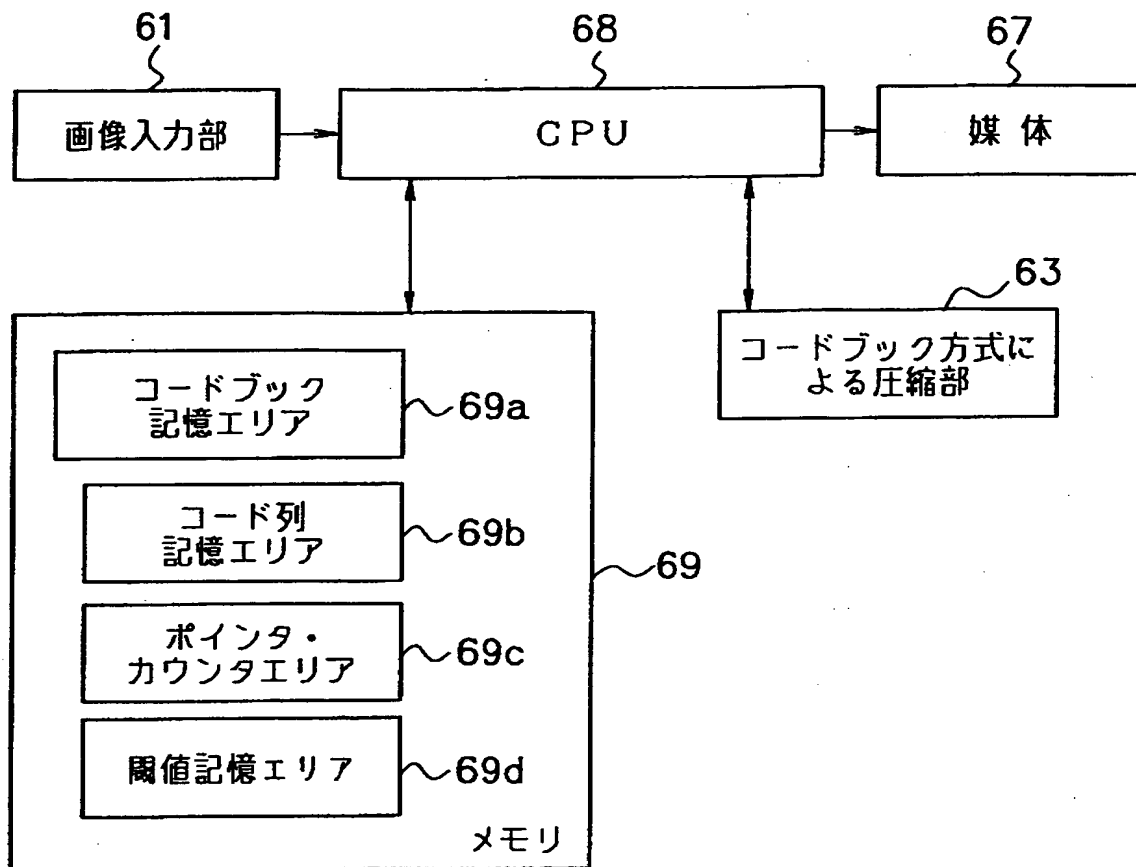 61
68
67
画像入力部
CPU
媒体
63
コードブック方式に
よる圧縮部
コードブック
記憶エリア
69a
コード列
記憶エリア
69b
69
ポインタ・
カウンタエリア
69c
閾値記憶エリア
69d
メモリ